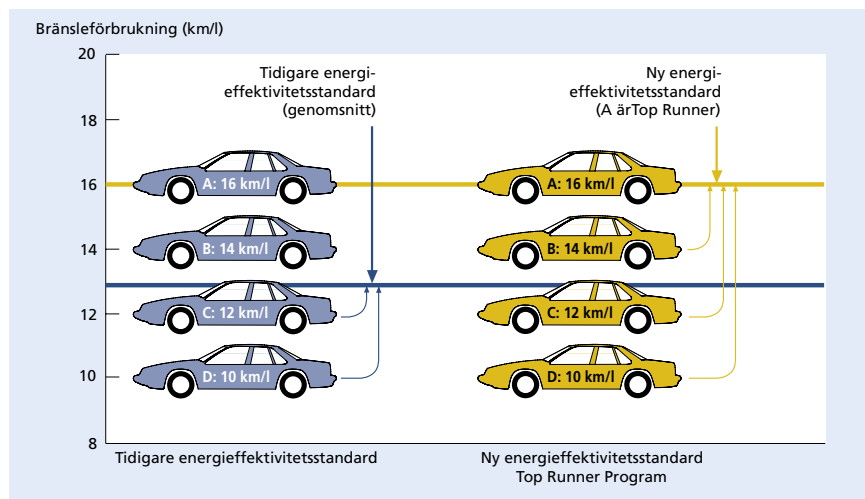 Bränsleförbrukning (km/l)
20
18
16
14
12
10
8
Tidigare energi-
effektivitetsstandard
(genomsnitt)
Ny energi-
effektivitetsstandard
(A ärTop Runner)
A: 16 km/l
B: 14 km/l
C: 12 km/l
D: 10 km/l
A: 16 km/l
B: 14 km/l
C: 12 km/l
D: 10 km/l
Tidigare energieffektivitetsstandard
Ny energieffektivitetsstandard
Top Runner Program